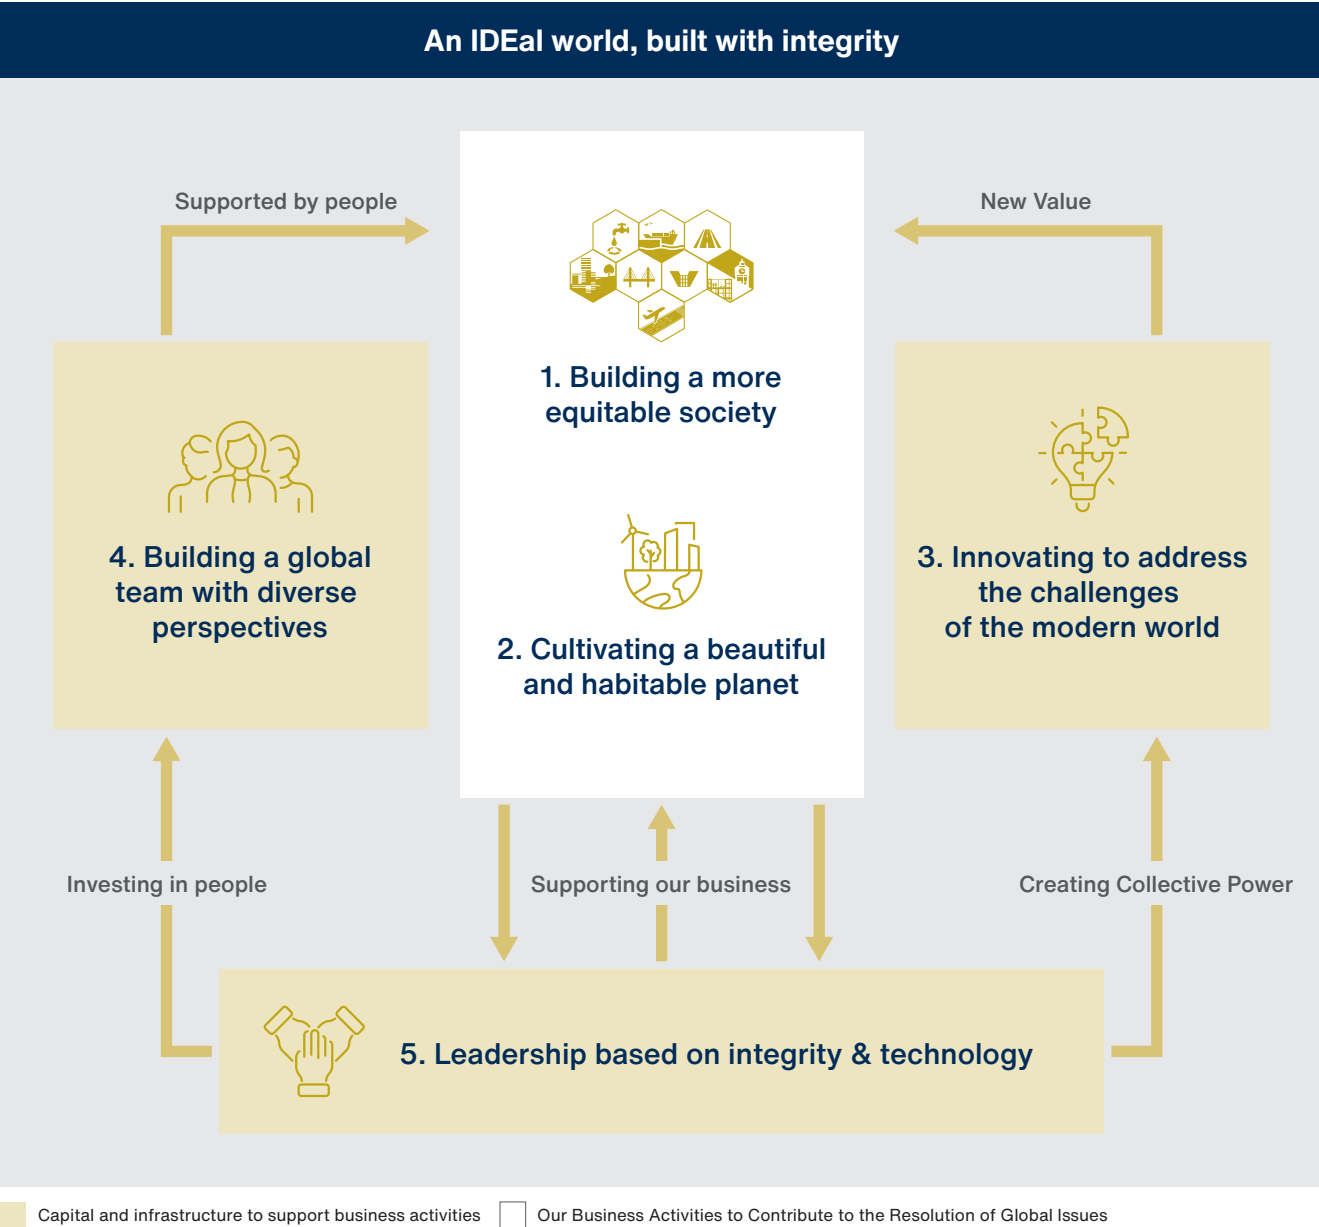 An IDEal world, built with integrity
Supported by people
New Value
1. Building a more
equitable society
4. Building a global
team with diverse
perspectives
2. Cultivating a beautiful
and habitable planet
3. Innovating to address
the challenges
of the modern world
Investing in people
Supporting our business
Creating Collective Power
5. Leadership based on integrity & technology
Capital and infrastructure to support business activities
Our Business Activities to Contribute to the Resolution of Global Issues